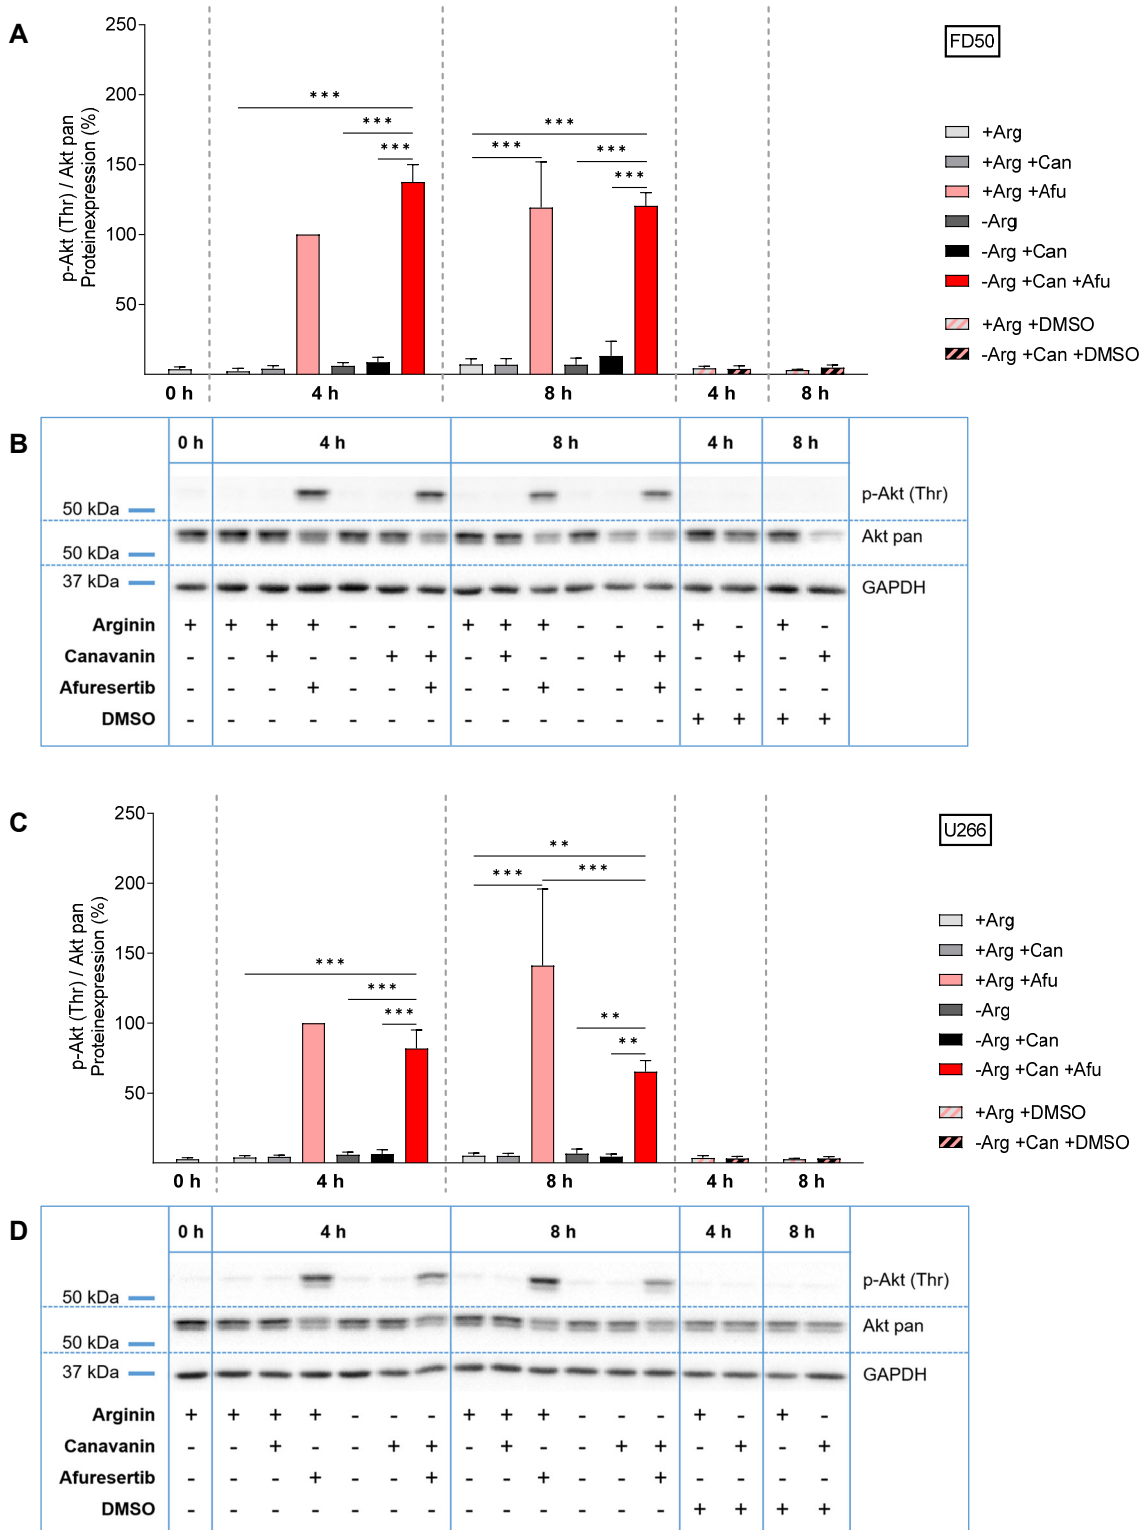 A
FD50
p-Akt (Thr) / Akt pan
Proteinexpression (%)
250
200
150
100
50
*** *** ***
*** *** *** ***
0 h 4 h 8 h 4 h 8 h
+Arg
+Arg +Can
+Arg +Afu
-Arg
-Arg +Can
-Arg +Can +Afu
+Arg +DMSO
-Arg +Can +DMSO
B
0 h 4 h 8 h 4 h 8 h
50 kDa p-Akt (Thr)
50 kDa Akt pan
37 kDa GAPDH
Arginin + + + + - - - + + + - - - + - + -
Canavanin - - + - - + + - + - - + + - + - +
Afuresertib - - - + - - + - - + - - + - - - -
DMSO - - - - - - - - - - - - - + + + +
C
U266
p-Akt (Thr) / Akt pan
Proteinexpression (%)
250
200
150
100
50
*** *** ***
** *** *** ** **
0 h 4 h 8 h 4 h 8 h
+Arg
+Arg +Can
+Arg +Afu
-Arg
-Arg +Can
-Arg +Can +Afu
+Arg +DMSO
-Arg +Can +DMSO
D
0 h 4 h 8 h 4 h 8 h
50 kDa p-Akt (Thr)
50 kDa Akt pan
37 kDa GAPDH
Arginin + + + + - - - + + + - - - + - + -
Canavanin - - + - - + + - + - - + + - + - +
Afuresertib - - - + - - + - - + - - + - - - -
DMSO - - - - - - - - - - - - - + + + +